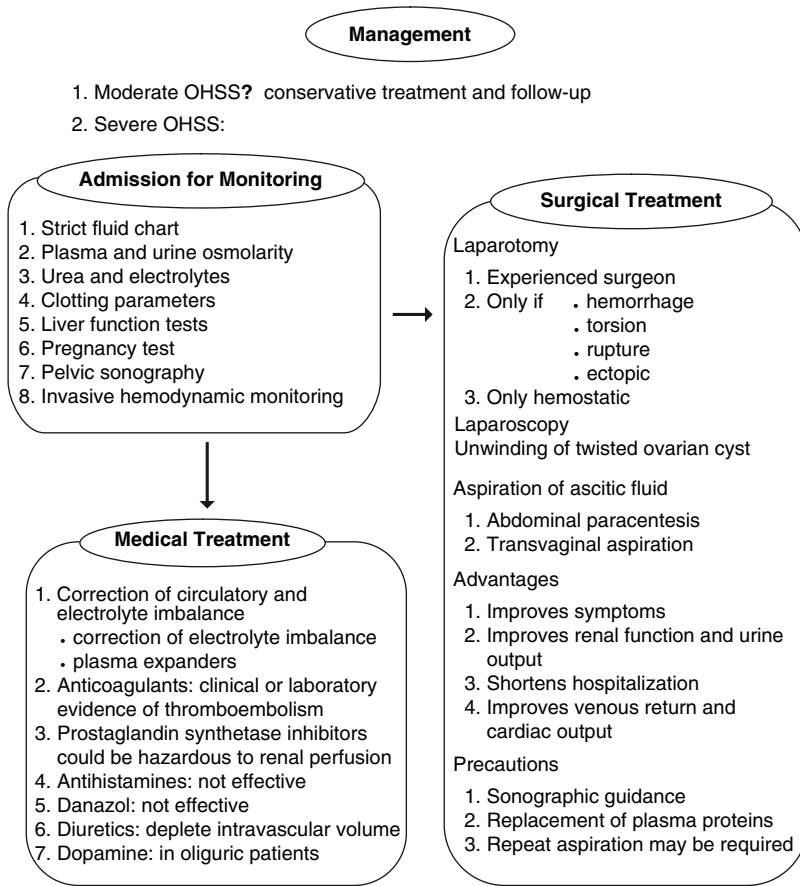 Management
1. Moderate OHSS? conservative treatment and follow-up
2. Severe OHSS:
Admission for Monitoring
1. Strict fluid chart
2. Plasma and urine osmolarity
3. Urea and electrolytes
4. Clotting parameters
5. Liver function tests
6. Pregnancy test
7. Pelvic sonography
8. Invasive hemodynamic monitoring
Medical Treatment
1. Correction of circulatory and
electrolyte imbalance
• correction of electrolyte imbalance
• plasma expanders
2. Anticoagulants: clinical or laboratory
evidence of thromboembolism
3. Prostaglandin synthetase inhibitors
could be hazardous to renal perfusion
4. Antihistamines: not effective
5. Danazol: not effective
6. Diuretics: deplete intravascular volume
7. Dopamine: in oliguric patients
Surgical Treatment
Laparotomy
1. Experienced surgeon
2. Only if • hemorrhage
• torsion
• rupture
• ectopic
3. Only hemostatic
Laparoscopy
Unwinding of twisted ovarian cyst
Aspiration of ascitic fluid
1. Abdominal paracentesis
2. Transvaginal aspiration
Advantages
1. Improves symptoms
2. Improves renal function and urine
output
3. Shortens hospitalization
4. Improves venous return and
cardiac output
Precautions
1. Sonographic guidance
2. Replacement of plasma proteins
3. Repeat aspiration may be required